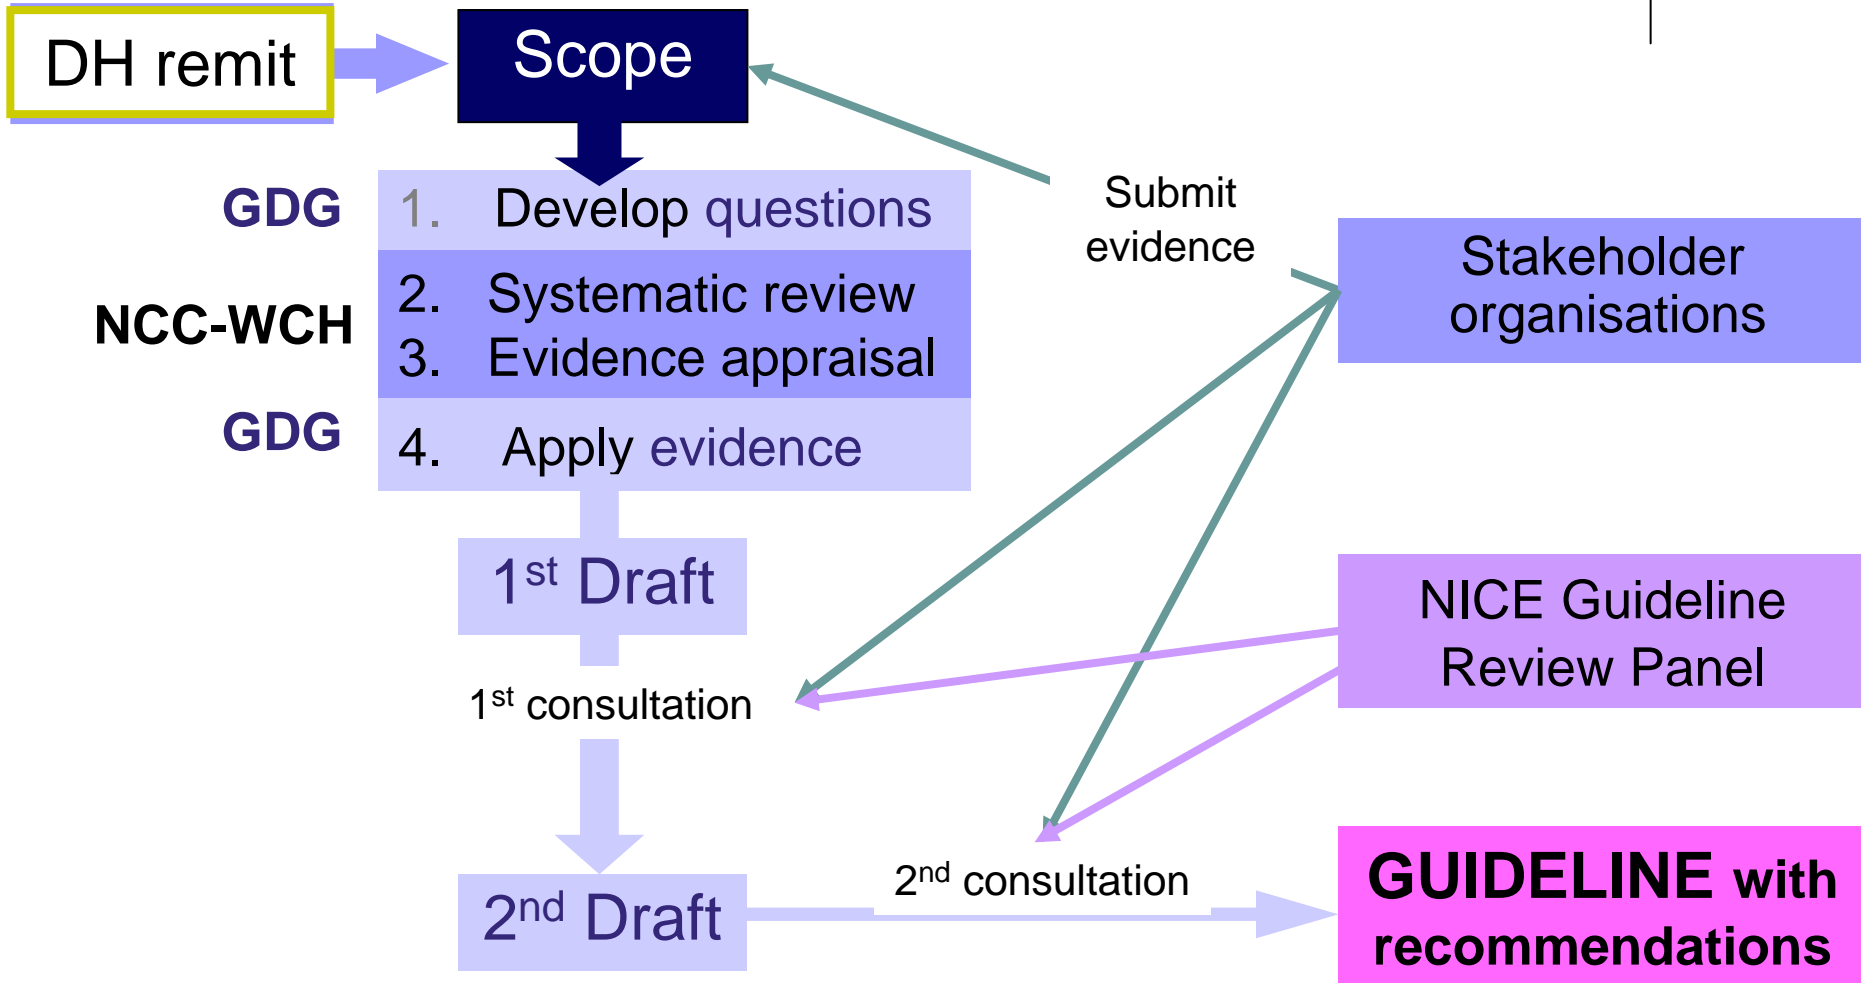 DH remit
Scope
GDG
1. Develop questions
Submit
evidence
NCC-WCH
2. Systematic review
3. Evidence appraisal
Stakeholder
organisations
GDG
4. Apply evidence
1st Draft
NICE Guideline
Review Panel
1st consultation
2nd Draft
2nd consultation
GUIDELINE with
recommendations